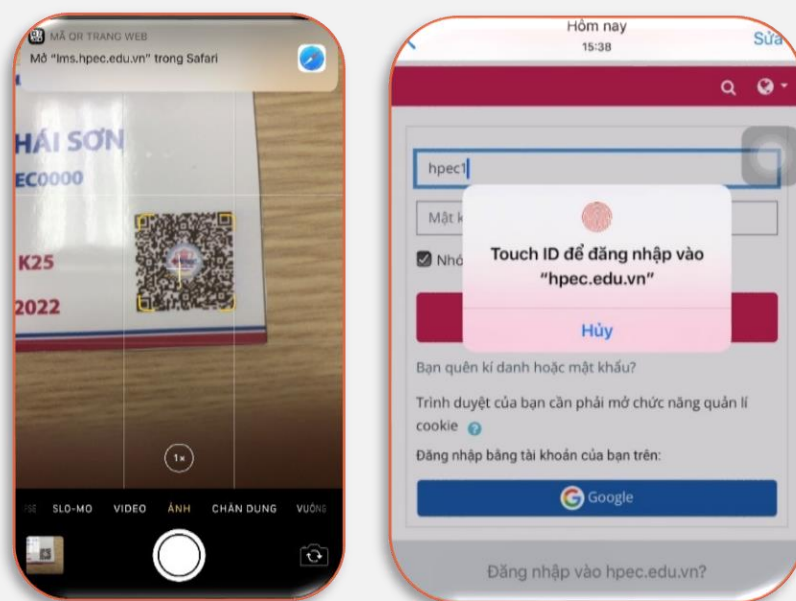 MÃ QR TRANG WEB
Mở "lms.hpec.edu.vn" trong Safari
HÁI SƠN
EC0000
K25
2022
1×
SLO-MO
VIDEO
ẢNH
CHÂN DUNG
VUÔNG
Hôm nay
15:38
Sửa
hpec1
Mật k
Nhớ
Touch ID để đăng nhập vào
"hpec.edu.vn"
Hủy
Bạn quên kí danh hoặc mật khẩu?
Trình duyệt của bạn cần phải mở chức năng quản lí
cookie
Đăng nhập bằng tài khoản của bạn trên:
Google
Đăng nhập vào hpec.edu.vn?